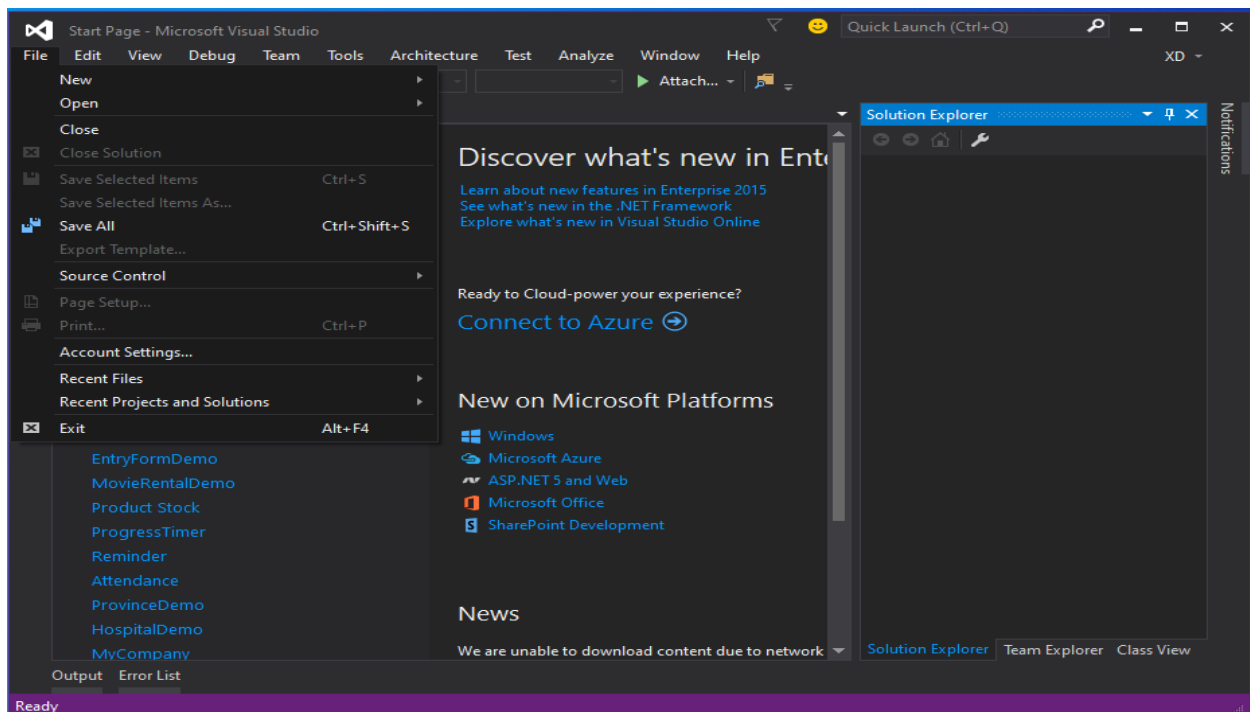 Start Page - Microsoft Visual Studio
Quick Launch (Ctrl+Q)
File Edit View Debug Team Tools Architecture Test Analyze Window Help
XD
Attach...
New
Open
Close
Close Solution
Save Selected Items Ctrl+S
Save Selected Items As...
Save All Ctrl+Shift+S
Export Template...
Source Control
Page Setup...
Print... Ctrl+P
Account Settings...
Recent Files
Recent Projects and Solutions
Exit Alt+F4
EntryFormDemo
MovieRentalDemo
Product Stock
ProgressTimer
Reminder
Attendance
ProvinceDemo
HospitalDemo
MyCompany
Discover what's new in Ente
Learn about new features in Enterprise 2015
See what's new in the .NET Framework
Explore what's new in Visual Studio Online
Ready to Cloud-power your experience?
Connect to Azure
New on Microsoft Platforms
Windows
Microsoft Azure
ASP.NET 5 and Web
Microsoft Office
SharePoint Development
News
We are unable to download content due to network
Solution Explorer
Solution Explorer Team Explorer Class View
Notifications
Output Error List
Ready